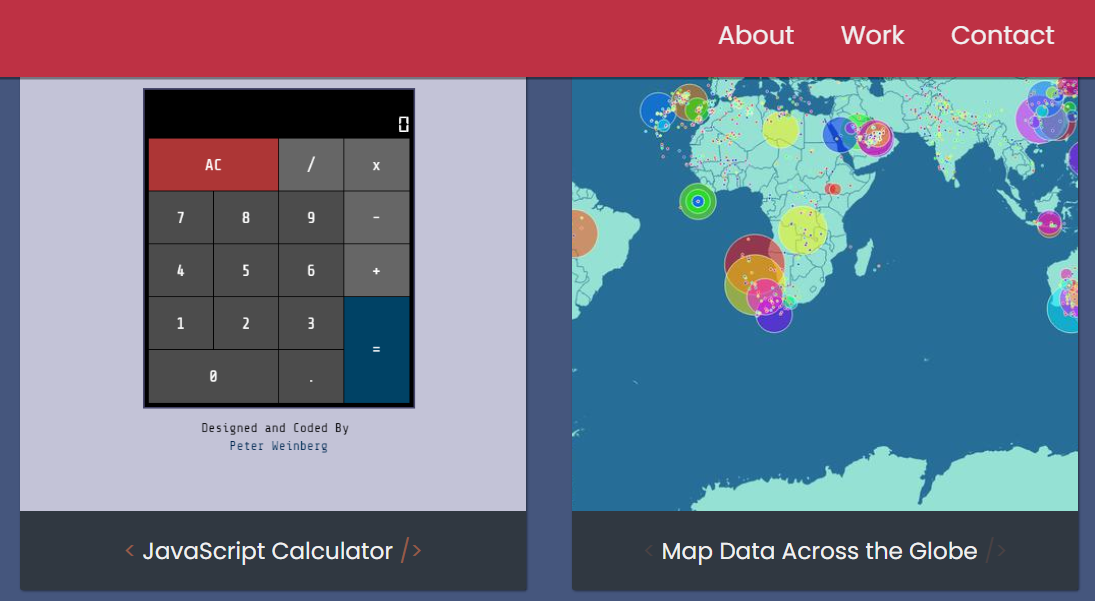 About Work Contact
0
AC / x
7 8 9 -
4 5 6 +
1 2 3
=
0 .
Designed and Coded By
Peter Weinberg
< JavaScript Calculator />
< Map Data Across the Globe />